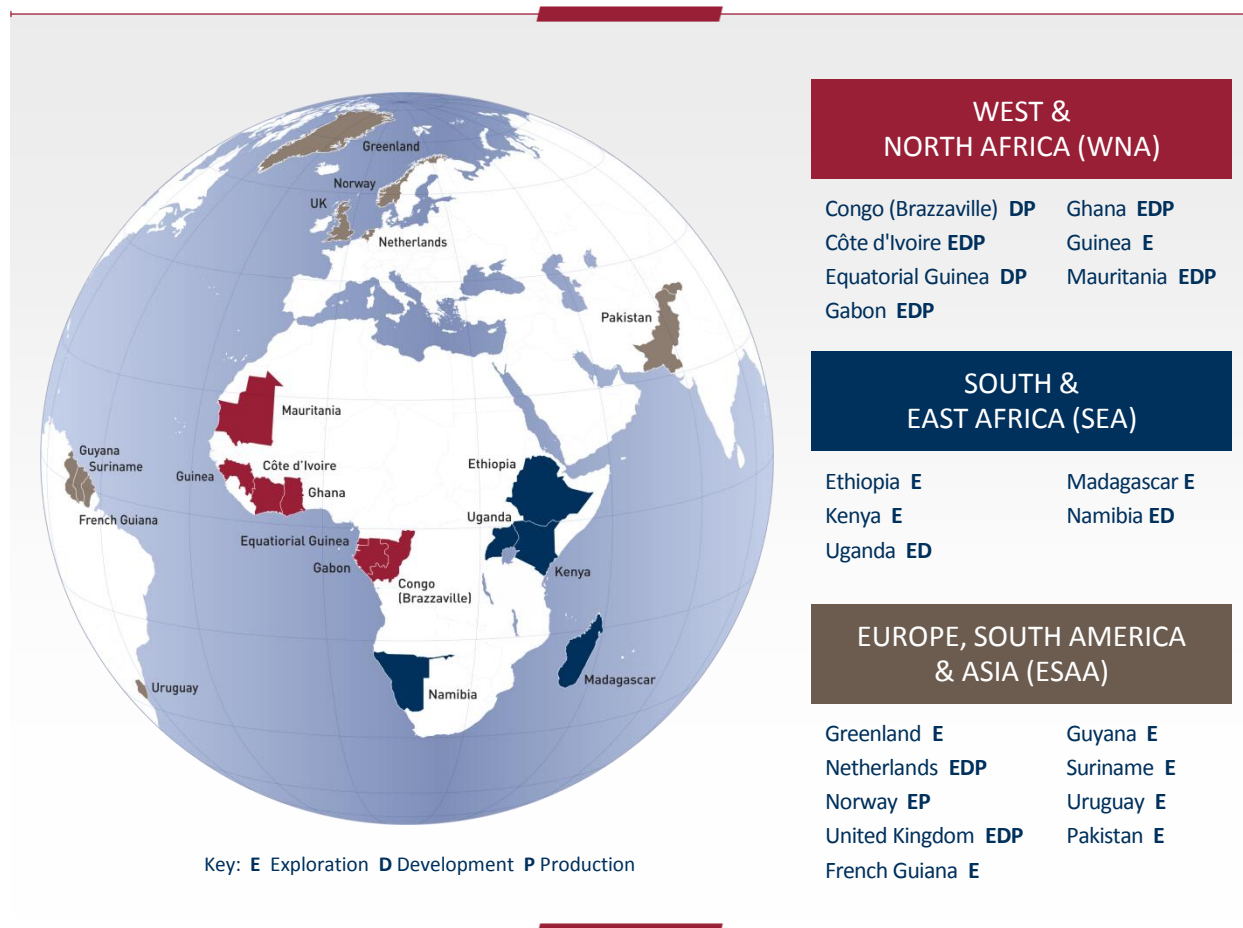 Greenland
Norway
UK
Netherlands
Pakistan
Mauritania
Guyana
Suriname
French Guiana
Guinea
Côte d'Ivoire
Ghana
Ethiopia
Uganda
Equatiorial Guinea
Gabon
Congo
(Brazzaville)
Kenya
Uruguay
Namibia
Madagascar
Key: E Exploration D Development P Production
WEST &
NORTH AFRICA (WNA)
Congo (Brazzaville) DP
Côte d'Ivoire EDP
Equatorial Guinea DP
Gabon EDP
Ghana EDP
Guinea E
Mauritania EDP
SOUTH &
EAST AFRICA (SEA)
Ethiopia E
Kenya E
Uganda ED
Madagascar E
Namibia ED
EUROPE, SOUTH AMERICA
& ASIA (ESAA)
Greenland E
Netherlands EDP
Norway EP
United Kingdom EDP
French Guiana E
Guyana E
Suriname E
Uruguay E
Pakistan E